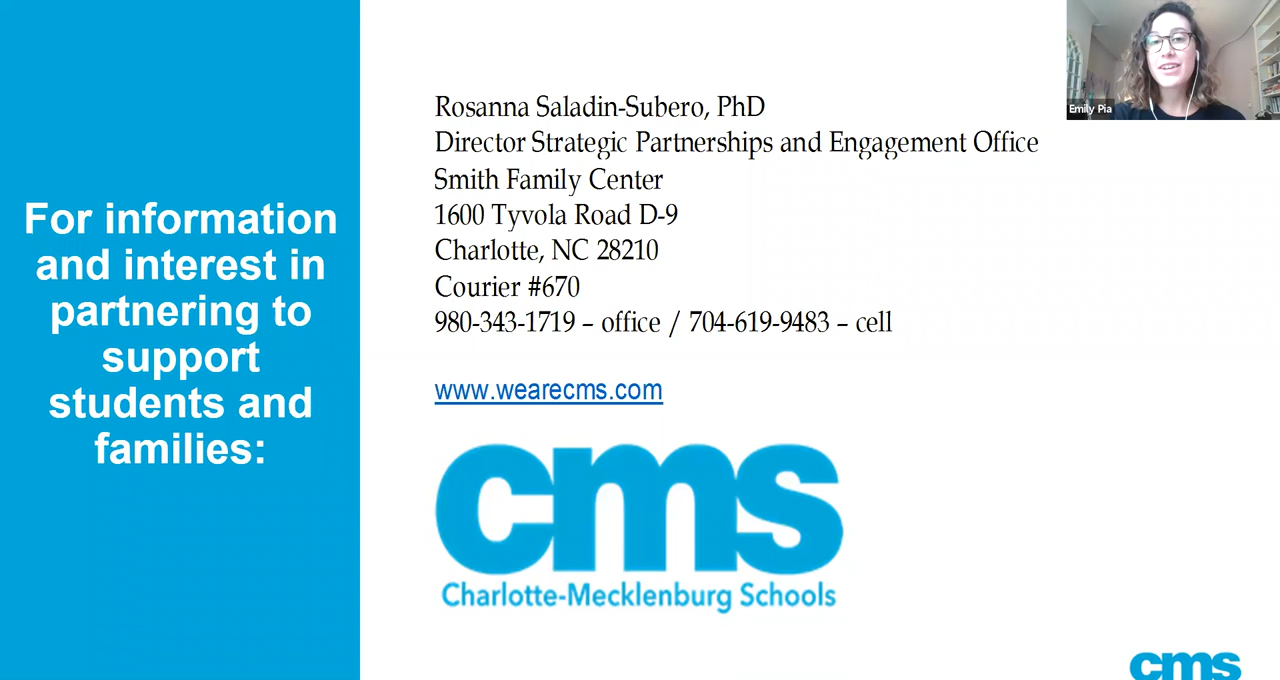 For information
and interest in
partnering to
support
students and
families:
Rosanna Saladin-Subero, PhD
Director Strategic Partnerships and Engagement Office
Smith Family Center
1600 Tyvola Road D-9
Charlotte, NC 28210
Courier #670
980-343-1719 – office / 704-619-9483 – cell
www.wearecms.com
cms
Charlotte-Mecklenburg Schools
Emily Pia
cms